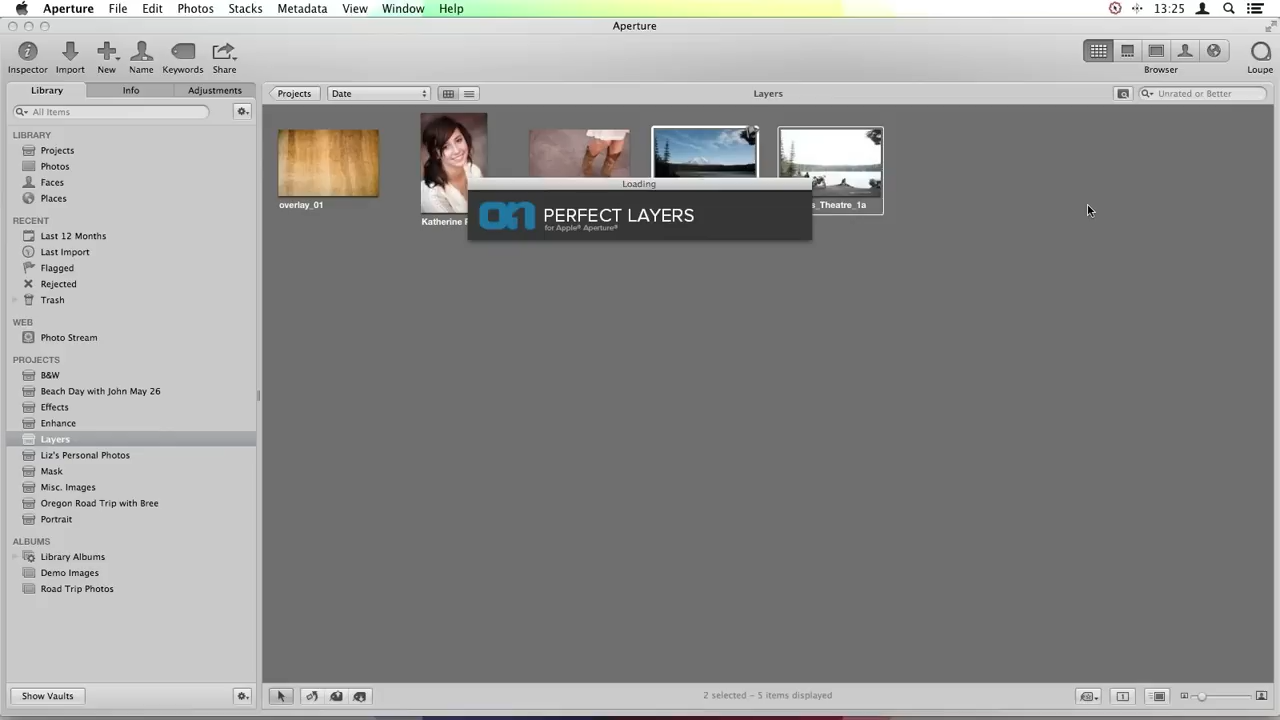 Aperture File Edit Photos Stacks Metadata View Window Help 13:25
Aperture
Inspector Import New Name Keywords Share Browser Loupe
Library Info Adjustments Projects Date Layers Unrated or Better
All Items
LIBRARY
Projects
Photos
Faces
Places
RECENT
Last 12 Months
Last Import
Flagged
Rejected
Trash
WEB
Photo Stream
PROJECTS
B&W
Beach Day with John May 26
Effects
Enhance
Layers
Liz's Personal Photos
Mask
Misc. Images
Oregon Road Trip with Bree
Portrait
ALBUMS
Library Albums
Demo Images
Road Trip Photos
Show Vaults
overlay_01
Katherine
_Theatre_1a
Loading
on PERFECT LAYERS
for Apple® Aperture®
2 selected – 5 items displayed
1